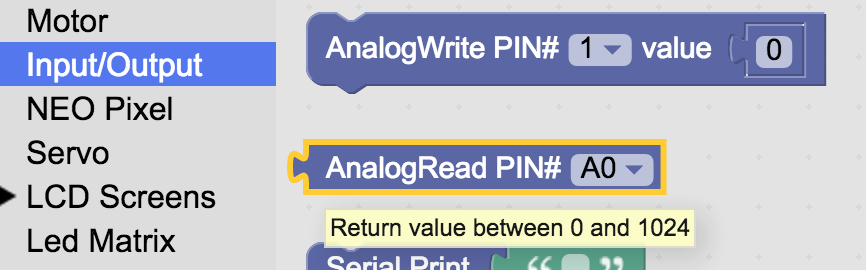 Motor
Input/Output
NEO Pixel
Servo
LCD Screens
Led Matrix
AnalogWrite PIN# 1 value 0
AnalogRead PIN# A0
Return value between 0 and 1024
Serial Print “ ”